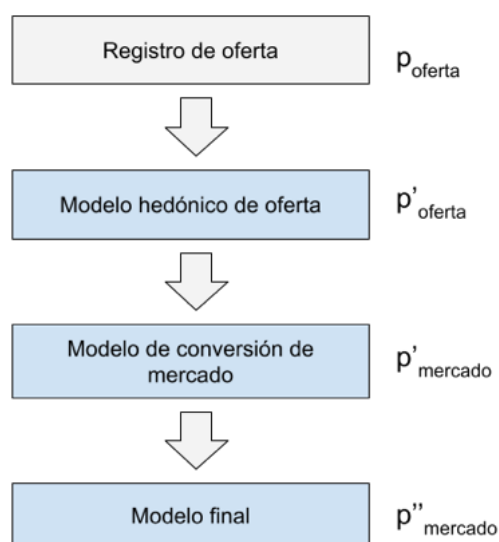 Registro de oferta
p_oferta
Modelo hedónico de oferta
p'_oferta
Modelo de conversión de
mercado
p'_mercado
Modelo final
p''_mercado